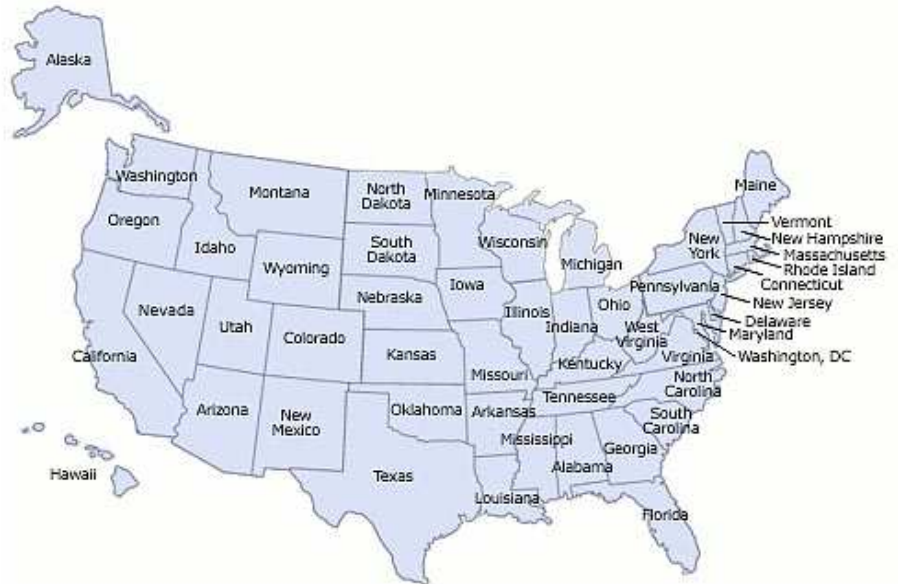 Alaska
Washington
Montana
North
Dakota
Minnesota
Maine
Oregon
Idaho
Wyoming
South
Dakota
Wisconsin
Michigan
New
York
Vermont
New Hampshire
Massachusetts
Rhode Island
Connecticut
Nevada
Utah
Colorado
Nebraska
Iowa
Illinois
Indiana
Ohio
Pennsylvania
New Jersey
Delaware
Maryland
Washington, DC
California
Kansas
Missouri
Kentucky
West
Virginia
Virginia
Arizona
New
Mexico
Oklahoma
Arkansas
Tennessee
North
Carolina
South
Carolina
Hawaii
Texas
Louisiana
Mississippi
Alabama
Georgia
Florida